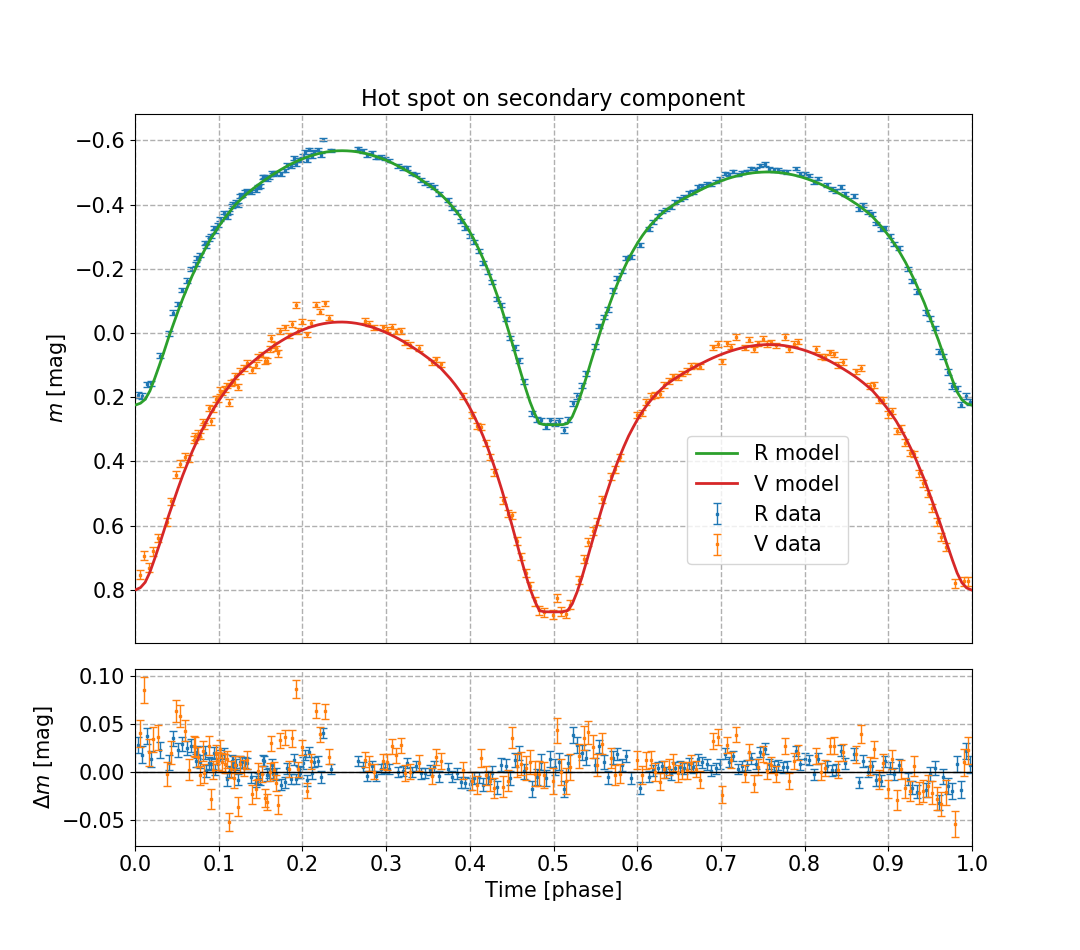 Hot spot on secondary component
m [mag]
−0.6
−0.4
−0.2
0.0
0.2
0.4
0.6
0.8
R model
V model
R data
V data
Δm [mag]
0.10
0.05
0.00
−0.05
0.0 0.1 0.2 0.3 0.4 0.5 0.6 0.7 0.8 0.9 1.0
Time [phase]